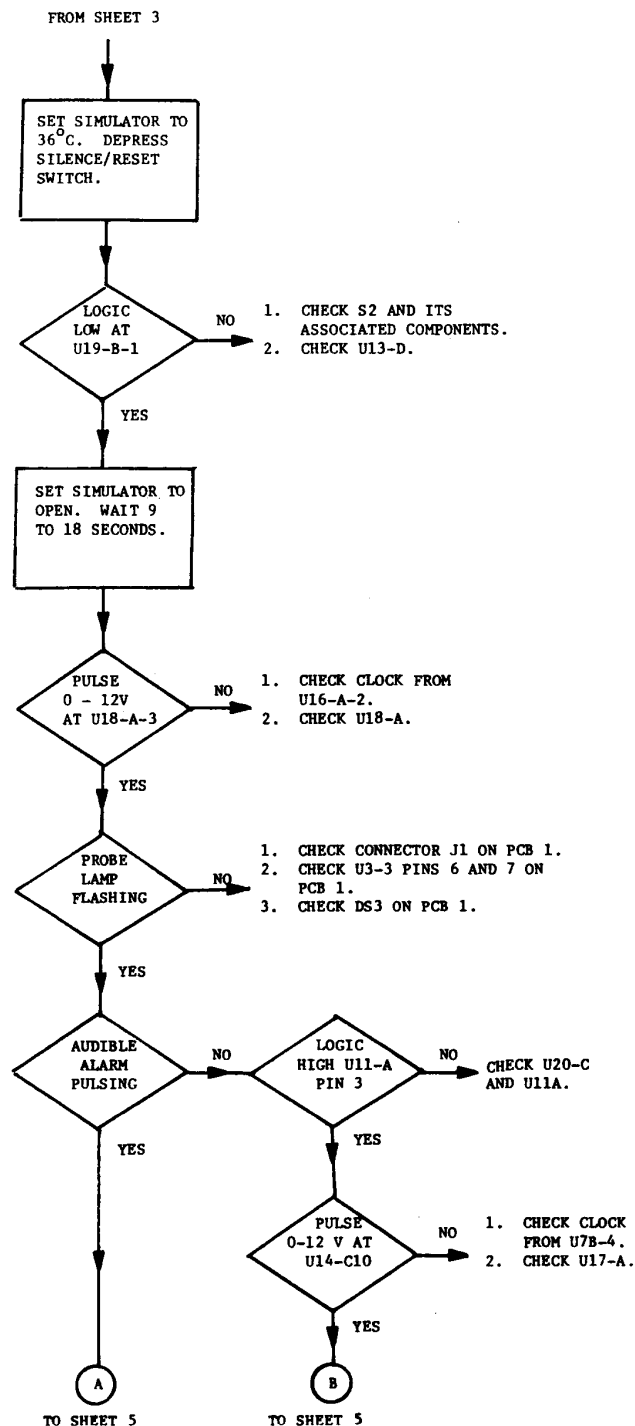 FROM SHEET 3
SET SIMULATOR TO
36°C. DEPRESS
SILENCE/RESET
SWITCH.
LOGIC
LOW AT
U19-B-1
NO
1. CHECK S2 AND ITS
ASSOCIATED COMPONENTS.
2. CHECK U13-D.
YES
SET SIMULATOR TO
OPEN. WAIT 9
TO 18 SECONDS.
PULSE
0 - 12V
AT U18-A-3
NO
1. CHECK CLOCK FROM
U16-A-2.
2. CHECK U18-A.
YES
PROBE
LAMP
FLASHING
NO
1. CHECK CONNECTOR J1 ON PCB 1.
2. CHECK U3-3 PINS 6 AND 7 ON
PCB 1.
3. CHECK DS3 ON PCB 1.
YES
AUDIBLE
ALARM
PULSING
NO
LOGIC
HIGH U11-A
PIN 3
NO
CHECK U20-C
AND U11A.
YES
YES
PULSE
0-12 V AT
U14-C10
NO
1. CHECK CLOCK
FROM U7B-4.
2. CHECK U17-A.
YES
A
B
TO SHEET 5
TO SHEET 5